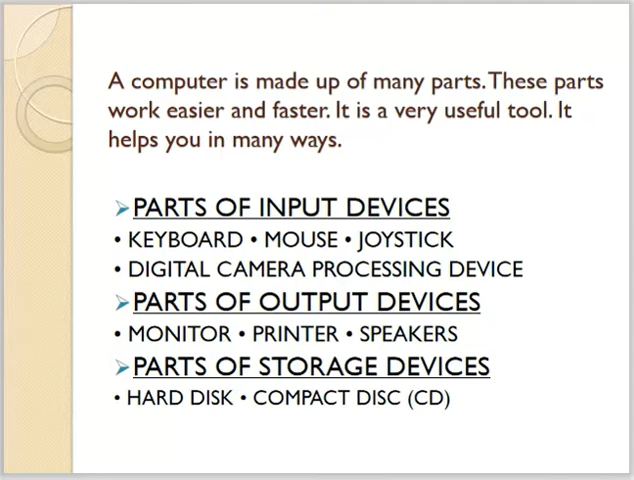 A computer is made up of many parts. These parts
work easier and faster. It is a very useful tool. It
helps you in many ways.
➢PARTS OF INPUT DEVICES
• KEYBOARD • MOUSE • JOYSTICK
• DIGITAL CAMERA PROCESSING DEVICE
➢PARTS OF OUTPUT DEVICES
• MONITOR • PRINTER • SPEAKERS
➢PARTS OF STORAGE DEVICES
• HARD DISK • COMPACT DISC (CD)